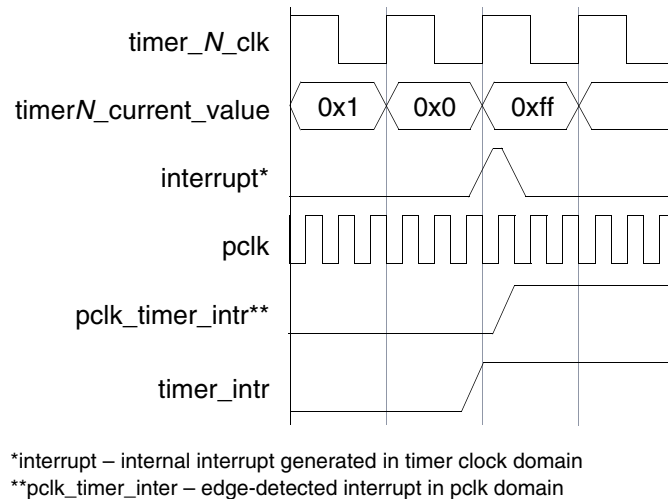 timer_N_clk
timerN_current_value
0x1 0x0 0xff
interrupt*
pclk
pclk_timer_intr**
timer_intr
*interrupt – internal interrupt generated in timer clock domain
**pclk_timer_inter – edge-detected interrupt in pclk domain